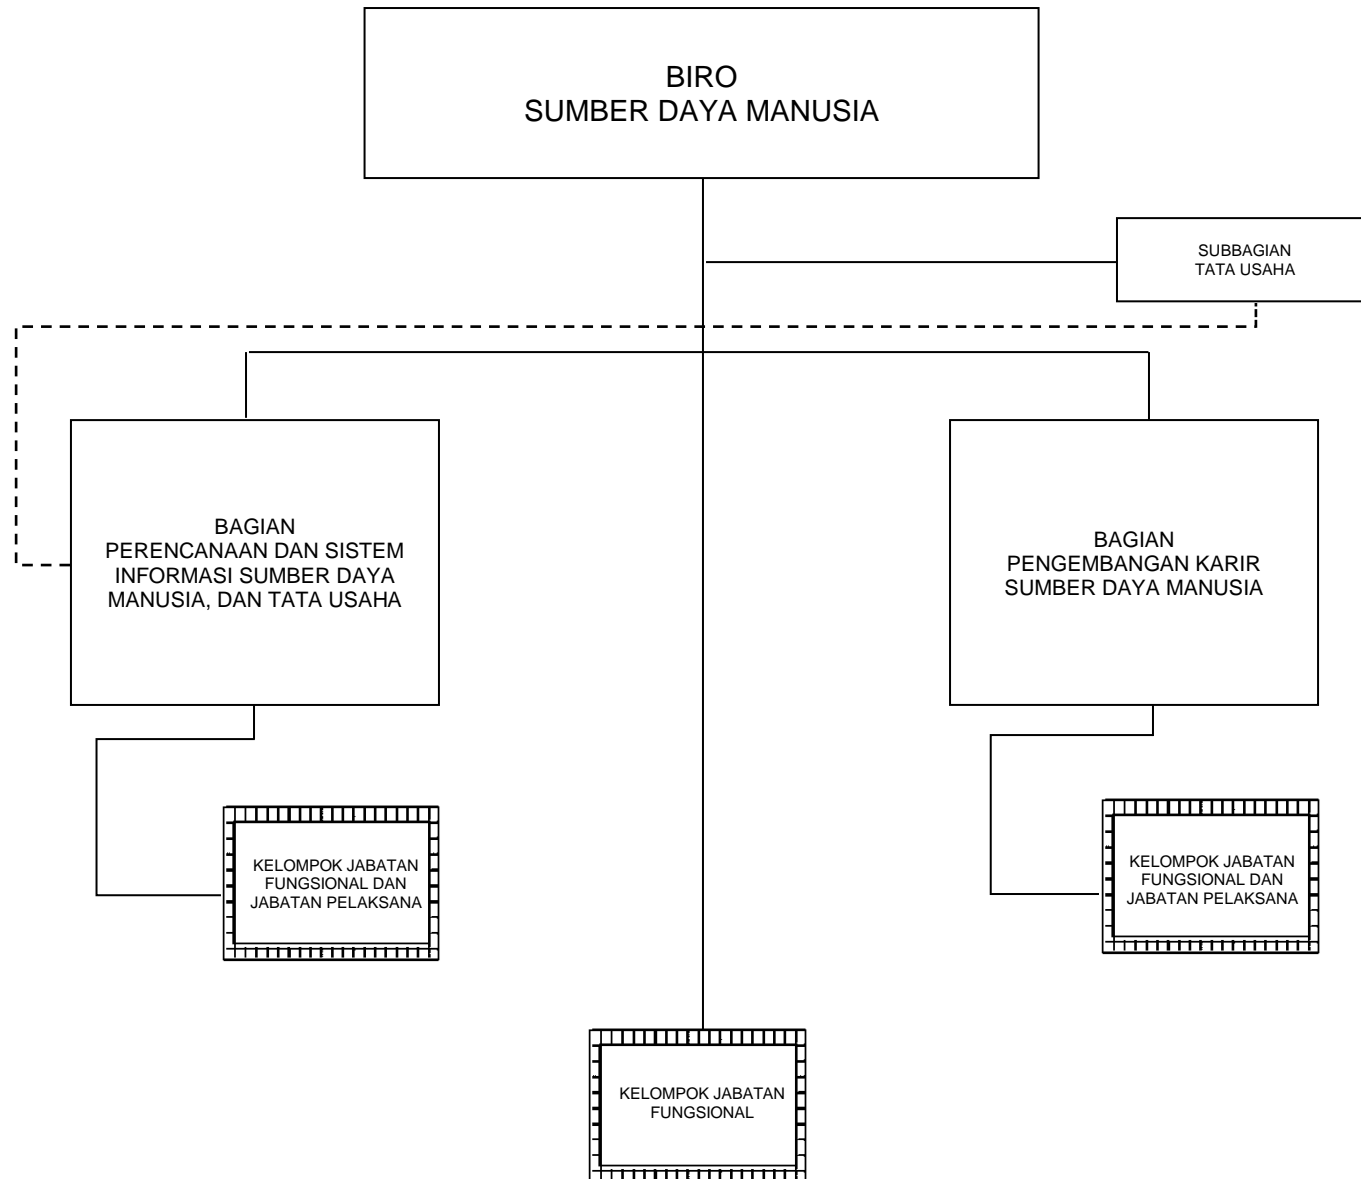 BIRO
SUMBER DAYA MANUSIA
SUBBAGIAN
TATA USAHA
BAGIAN
PERENCANAAN DAN SISTEM
INFORMASI SUMBER DAYA
MANUSIA, DAN TATA USAHA
BAGIAN
PENGEMBANGAN KARIR
SUMBER DAYA MANUSIA
KELOMPOK JABATAN
FUNGSIONAL DAN
JABATAN PELAKSANA
KELOMPOK JABATAN
FUNGSIONAL DAN
JABATAN PELAKSANA
KELOMPOK JABATAN
FUNGSIONAL